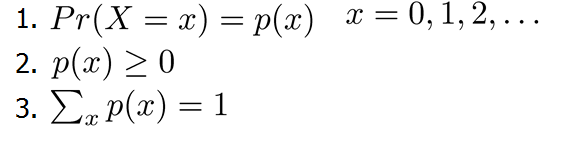 1. Pr(X = x) = p(x) x = 0, 1, 2, . . .
2. p(x) ≥ 0
3. ∑ₓ p(x) = 1